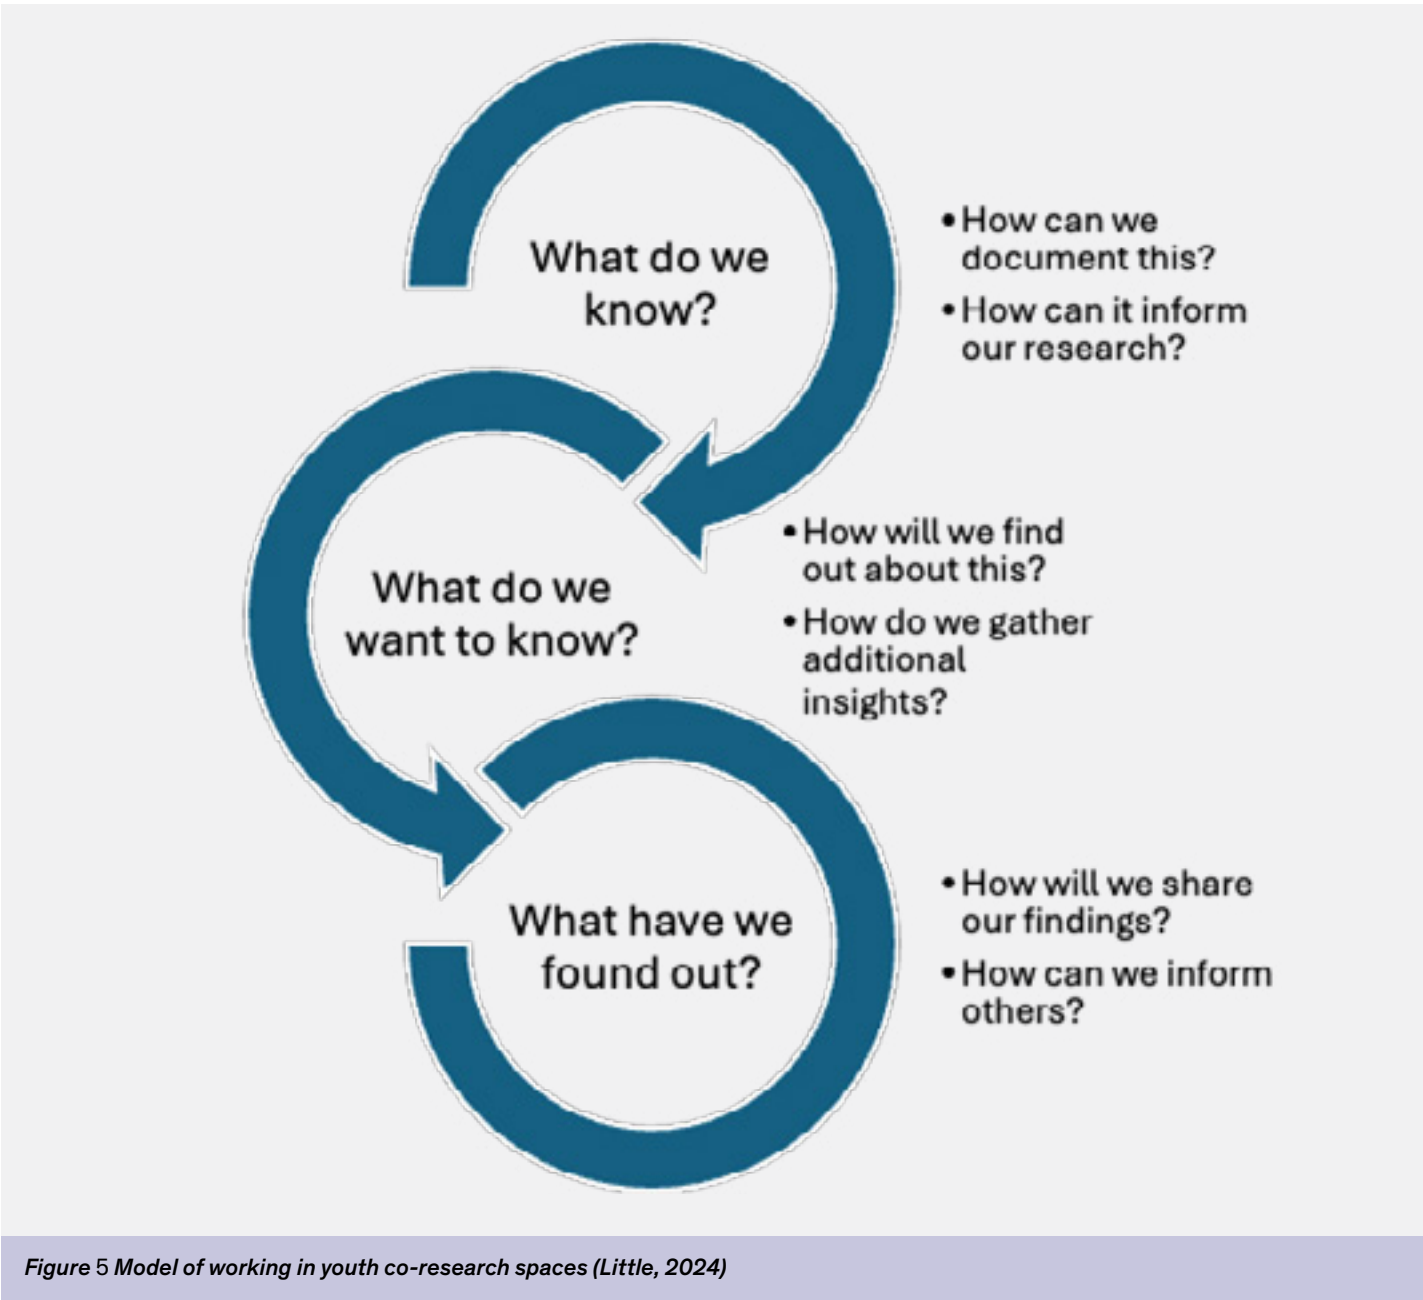 What do we
know?
• How can we
document this?
• How can it inform
our research?
What do we
want to know?
• How will we find
out about this?
• How do we gather
additional
insights?
What have we
found out?
• How will we share
our findings?
• How can we inform
others?
Figure 5 Model of working in youth co-research spaces (Little, 2024)